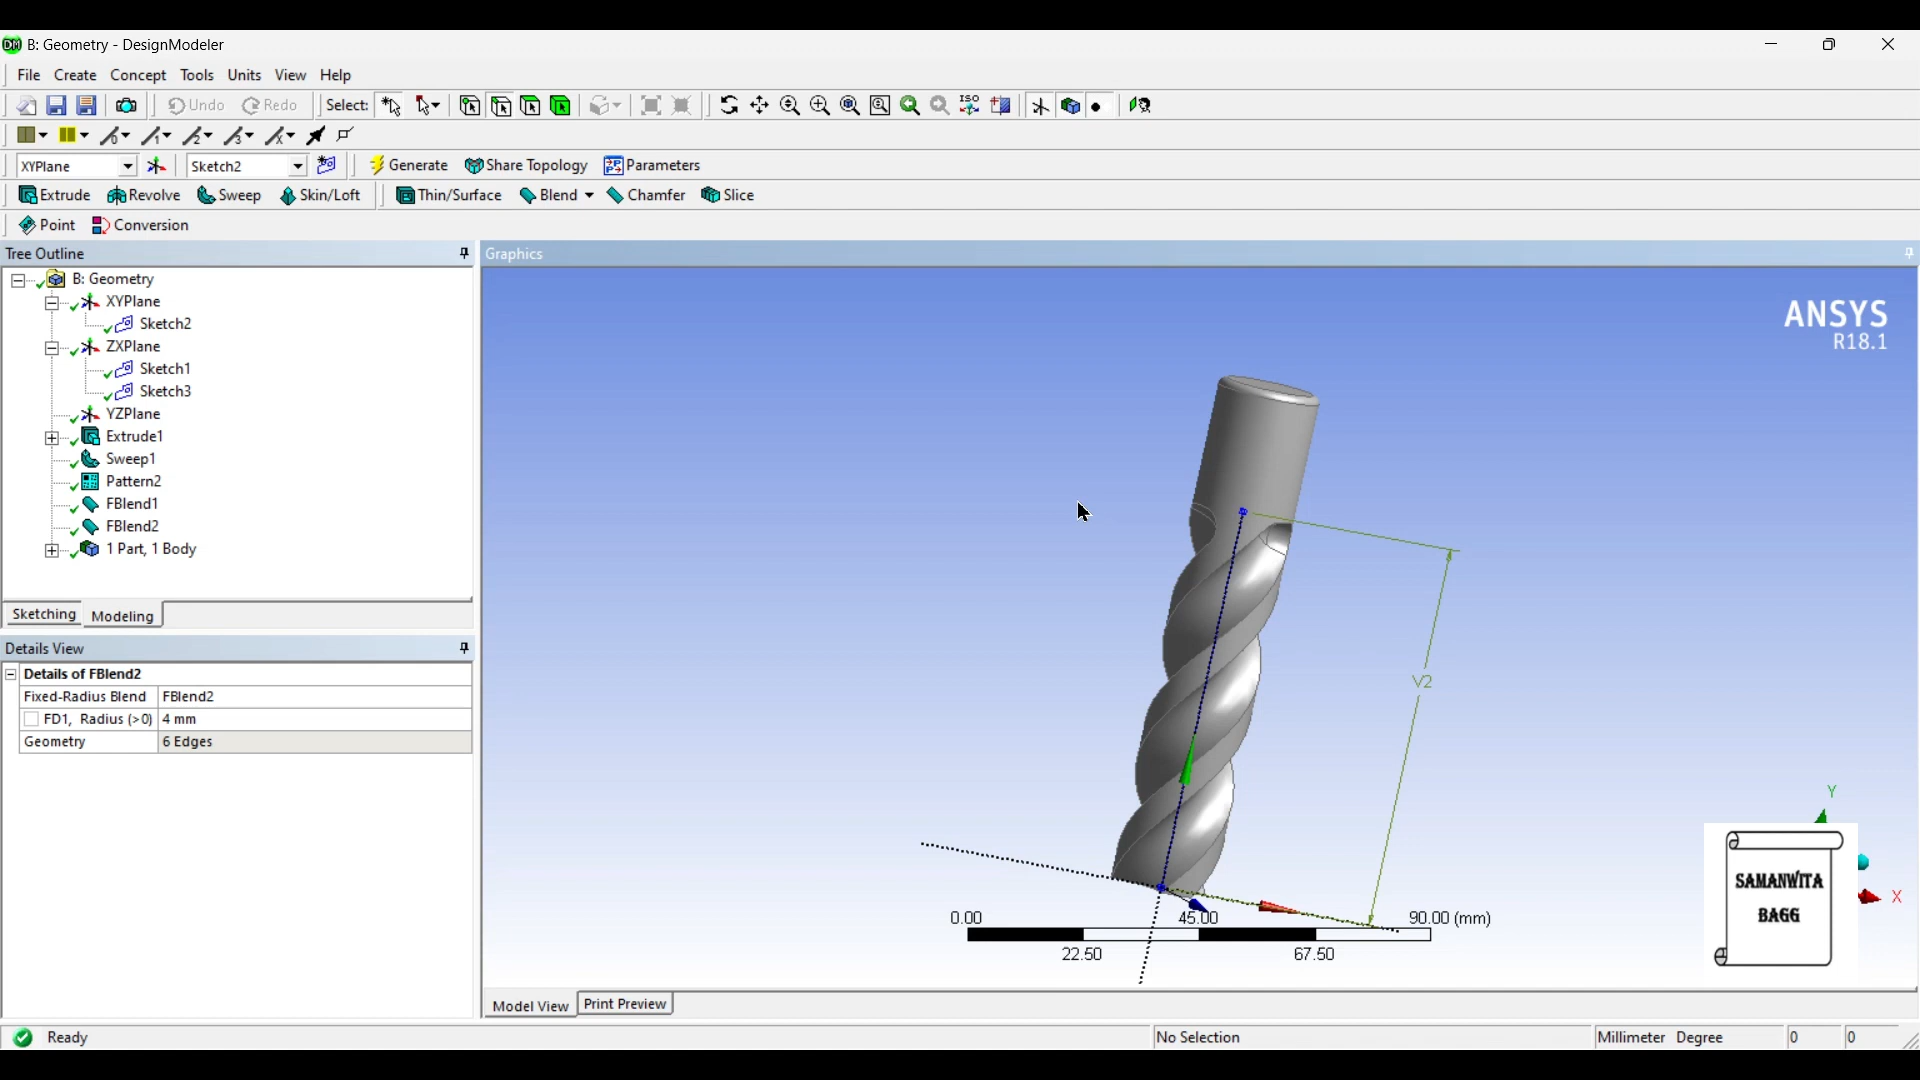 B: Geometry - DesignModeler
File Create Concept Tools Units View Help
Undo Redo Select: ISO
XYPlane Sketch2 Generate Share Topology Parameters
Extrude Revolve Sweep Skin/Loft Thin/Surface Blend Chamfer Slice
Point Conversion
Tree Outline
B: Geometry
XYPlane
Sketch2
ZXPlane
Sketch1
Sketch3
YZPlane
Extrude1
Sweep1
Pattern2
FBlend1
FBlend2
1 Part, 1 Body
Sketching Modeling
Details View
Details of FBlend2
Fixed-Radius Blend FBlend2
FD1, Radius (>0) 4 mm
Geometry 6 Edges
Graphics
ANSYS
R18.1
V2
Y
X
0.00 45.00 90.00 (mm)
22.50 67.50
SAMANWITA
BAGG
Model View Print Preview
Ready No Selection Millimeter Degree 0 0